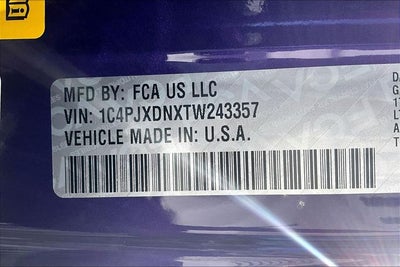 MFD BY: FCA US LLC
VIN: 1C4PJXDNXTW243357
VEHICLE MADE IN: U.S.A.